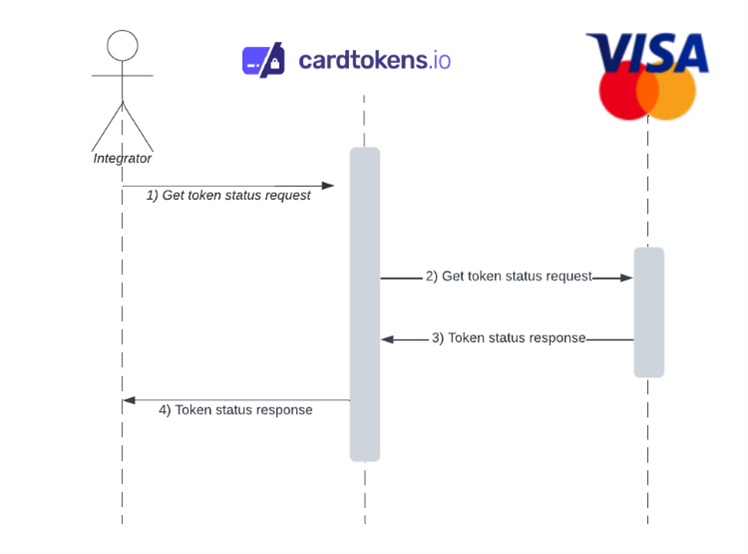 cardtokens.io
VISA
Integrator
1) Get token status request
2) Get token status request
3) Token status response
4) Token status response